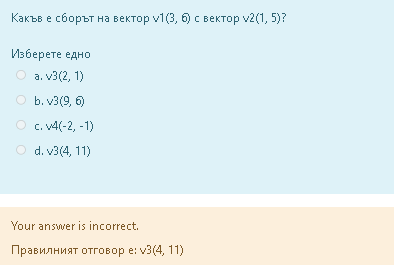 Какъв е сборът на вектор v1(3, 6) с вектор v2(1, 5)?
Изберете едно
a. v3(2, 1)
b. v3(9, 6)
c. v4(-2, -1)
d. v3(4, 11)
Your answer is incorrect.
Правилният отговор е: v3(4, 11)